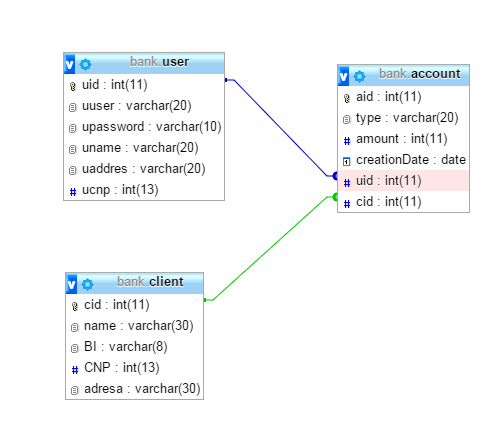 bank.user
uid : int(11)
uuser : varchar(20)
upassword : varchar(10)
uname : varchar(20)
uaddres : varchar(20)
# ucnp : int(13)
bank.account
aid : int(11)
type : varchar(20)
# amount : int(11)
creationDate : date
# uid : int(11)
# cid : int(11)
bank.client
cid : int(11)
name : varchar(30)
BI : varchar(8)
# CNP : int(13)
adresa : varchar(30)